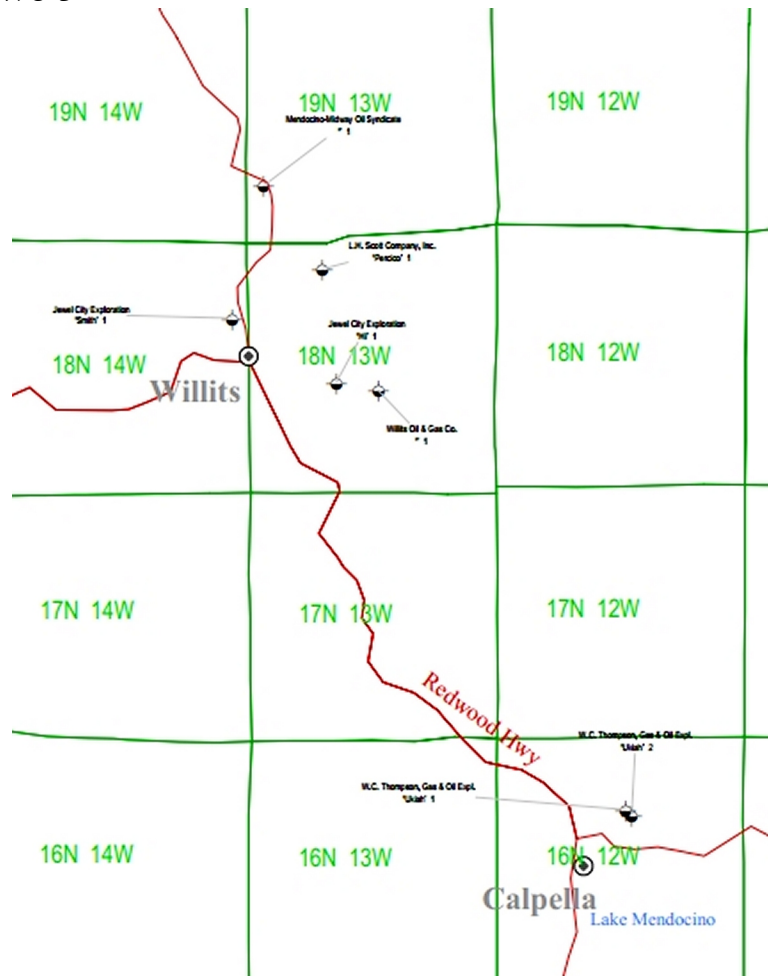 19N 14W
19N 13W
19N 12W
Mendocino-Midway Oil Syndicate
" 1
L.H. Scott Company, Inc.
"Persico" 1
Jewel City Exploration
"Smith" 1
Jewel City Exploration
"Hi" 1
18N 14W
18N 13W
18N 12W
Willits
Willits Oil & Gas Co.
" 1
17N 14W
17N 13W
17N 12W
Redwood Hwy
W.C. Thompson, Gas & Oil Expl.
"Ukiah" 2
W.C. Thompson, Gas & Oil Expl.
"Ukiah" 1
16N 14W
16N 13W
16N 12W
Calpella
Lake Mendocino